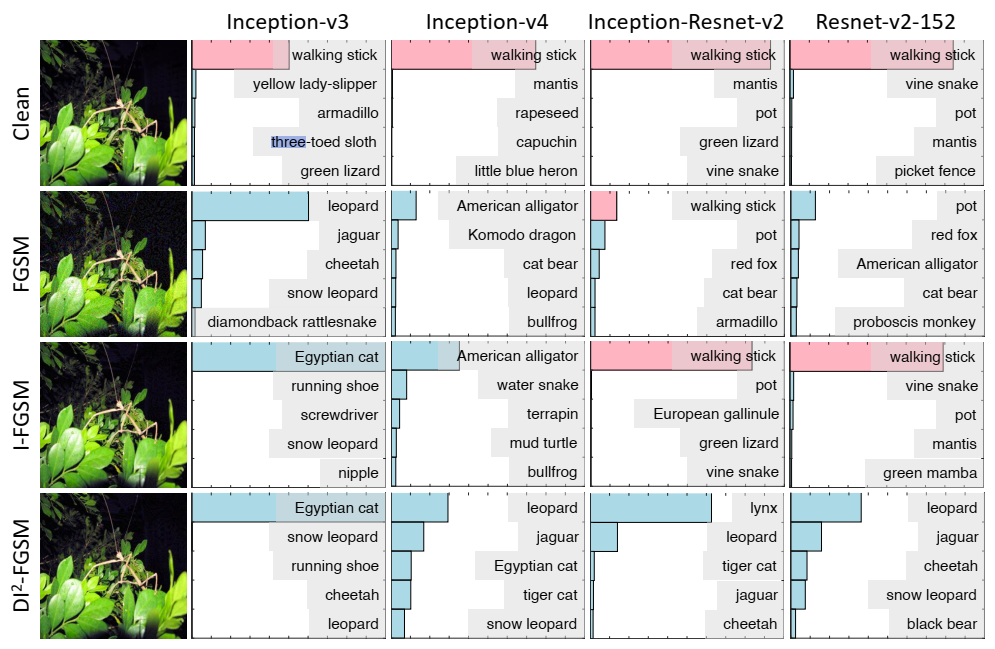 Inception-v3 Inception-v4 Inception-Resnet-v2 Resnet-v2-152
Clean
walking stick walking stick walking stick walking stick
yellow lady-slipper mantis mantis vine snake
armadillo rapeseed pot pot
three-toed sloth capuchin green lizard mantis
green lizard little blue heron vine snake picket fence
FGSM
leopard American alligator walking stick pot
jaguar Komodo dragon pot red fox
cheetah cat bear red fox American alligator
snow leopard leopard cat bear cat bear
diamondback rattlesnake bullfrog armadillo proboscis monkey
I-FGSM
Egyptian cat American alligator walking stick walking stick
running shoe water snake pot vine snake
screwdriver terrapin European gallinule pot
snow leopard mud turtle green lizard mantis
nipple bullfrog vine snake green mamba
DI²-FGSM
Egyptian cat leopard lynx leopard
snow leopard jaguar leopard jaguar
running shoe Egyptian cat tiger cat cheetah
cheetah tiger cat jaguar snow leopard
leopard snow leopard cheetah black bear